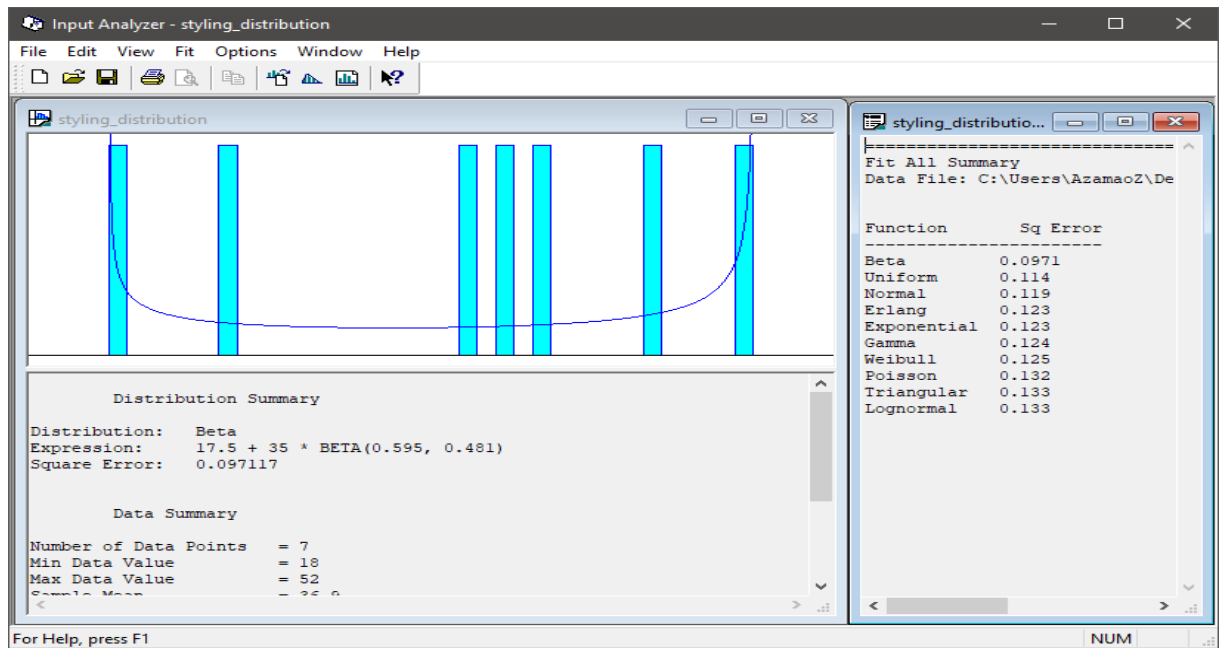 Input Analyzer - styling_distribution
File Edit View Fit Options Window Help
styling_distribution
Distribution Summary
Distribution: Beta
Expression: 17.5 + 35 * BETA(0.595, 0.481)
Square Error: 0.097117
Data Summary
Number of Data Points = 7
Min Data Value = 18
Max Data Value = 52
Sample Mean = 36.9
styling_distributio...
================================
Fit All Summary
Data File: C:\Users\AzamaoZ\De
Function Sq Error
------------------------
Beta 0.0971
Uniform 0.114
Normal 0.119
Erlang 0.123
Exponential 0.123
Gamma 0.124
Weibull 0.125
Poisson 0.132
Triangular 0.133
Lognormal 0.133
For Help, press F1
NUM